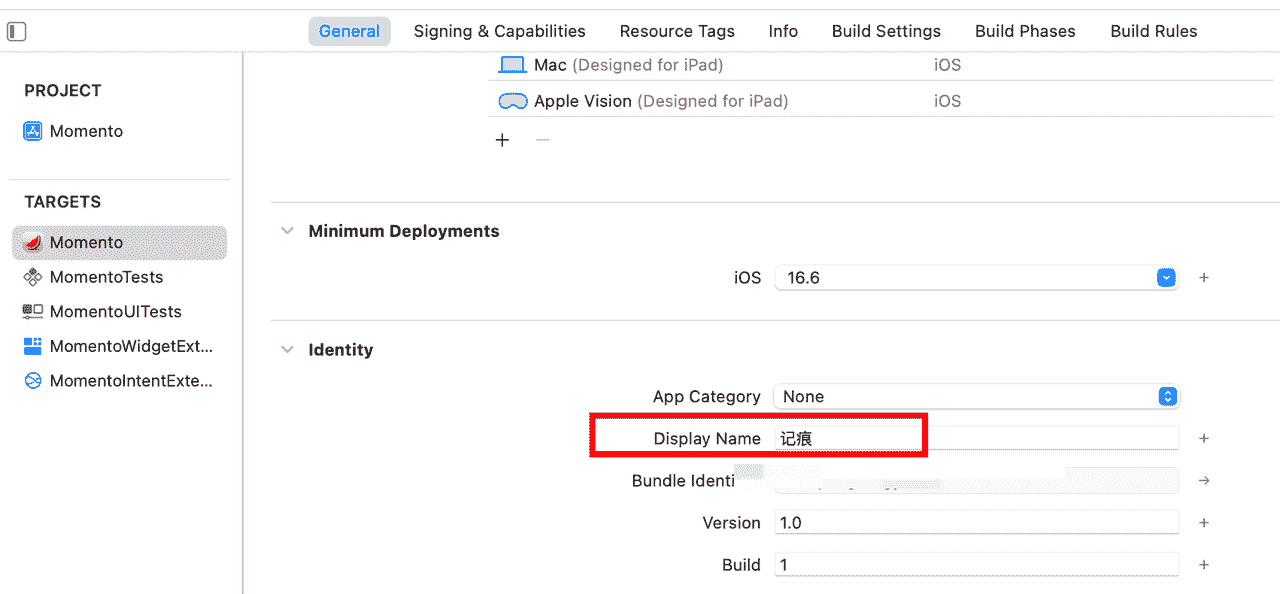 General Signing & Capabilities Resource Tags Info Build Settings Build Phases Build Rules
PROJECT
Momento
TARGETS
Momento
MomentoTests
MomentoUITests
MomentoWidgetExt...
MomentoIntentExte...
Mac (Designed for iPad) iOS
Apple Vision (Designed for iPad) iOS
Minimum Deployments
iOS 16.6
Identity
App Category None
Display Name 记痕
Bundle Identi
Version 1.0
Build 1